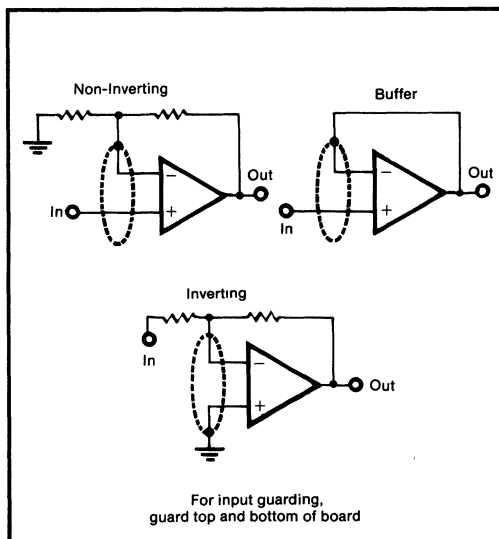 Non-Inverting
Buffer
Out
Out
In
In
−
+
−
+
Inverting
In
−
+
Out
For input guarding,
guard top and bottom of board